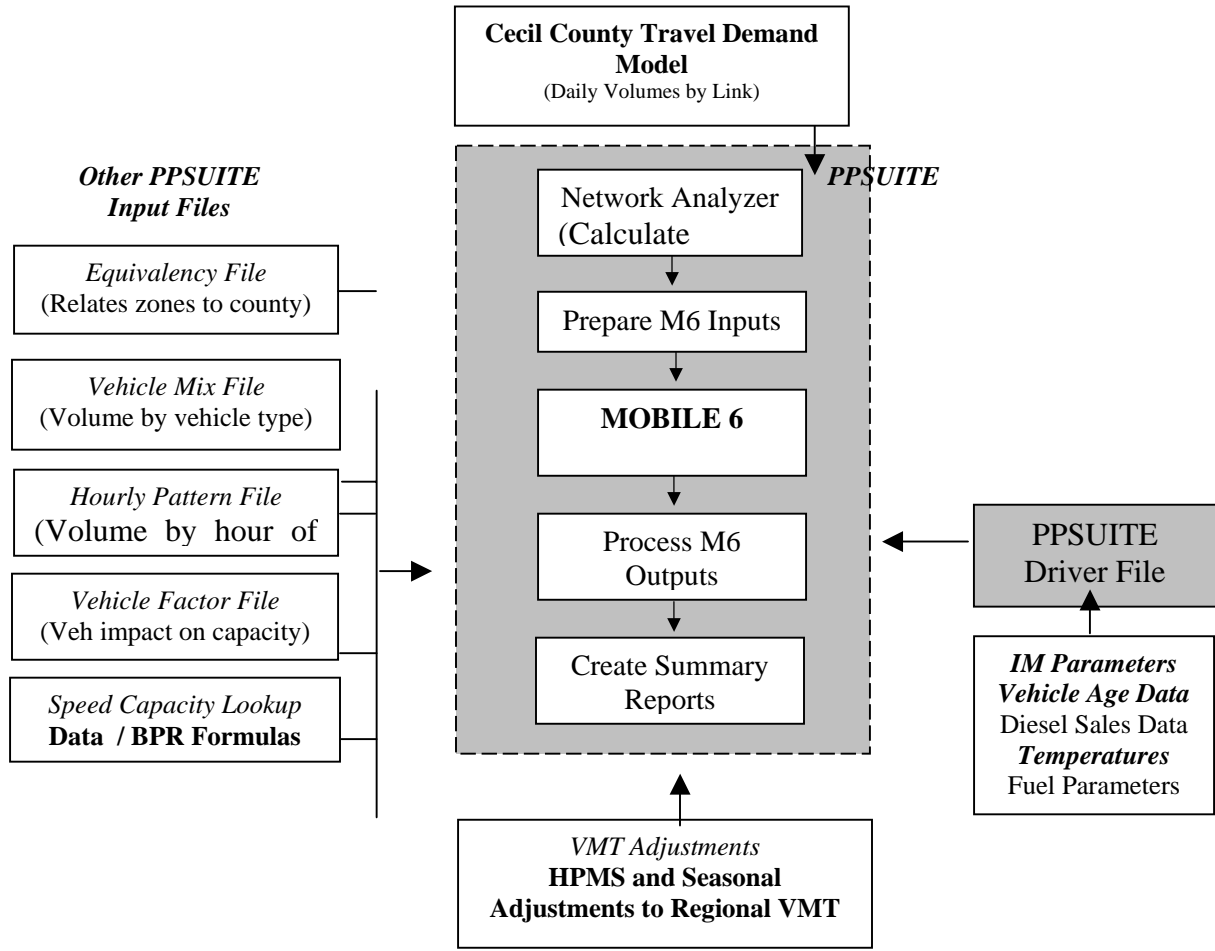 Cecil County Travel Demand
Model
(Daily Volumes by Link)
Other PPSUITE
Input Files
Equivalency File
(Relates zones to county)
Vehicle Mix File
(Volume by vehicle type)
Hourly Pattern File
(Volume by hour of
Vehicle Factor File
(Veh impact on capacity)
Speed Capacity Lookup
Data / BPR Formulas
PPSUITE
Network Analyzer
(Calculate
Prepare M6 Inputs
MOBILE 6
Process M6
Outputs
Create Summary
Reports
PPSUITE
Driver File
IM Parameters
Vehicle Age Data
Diesel Sales Data
Temperatures
Fuel Parameters
VMT Adjustments
HPMS and Seasonal
Adjustments to Regional VMT